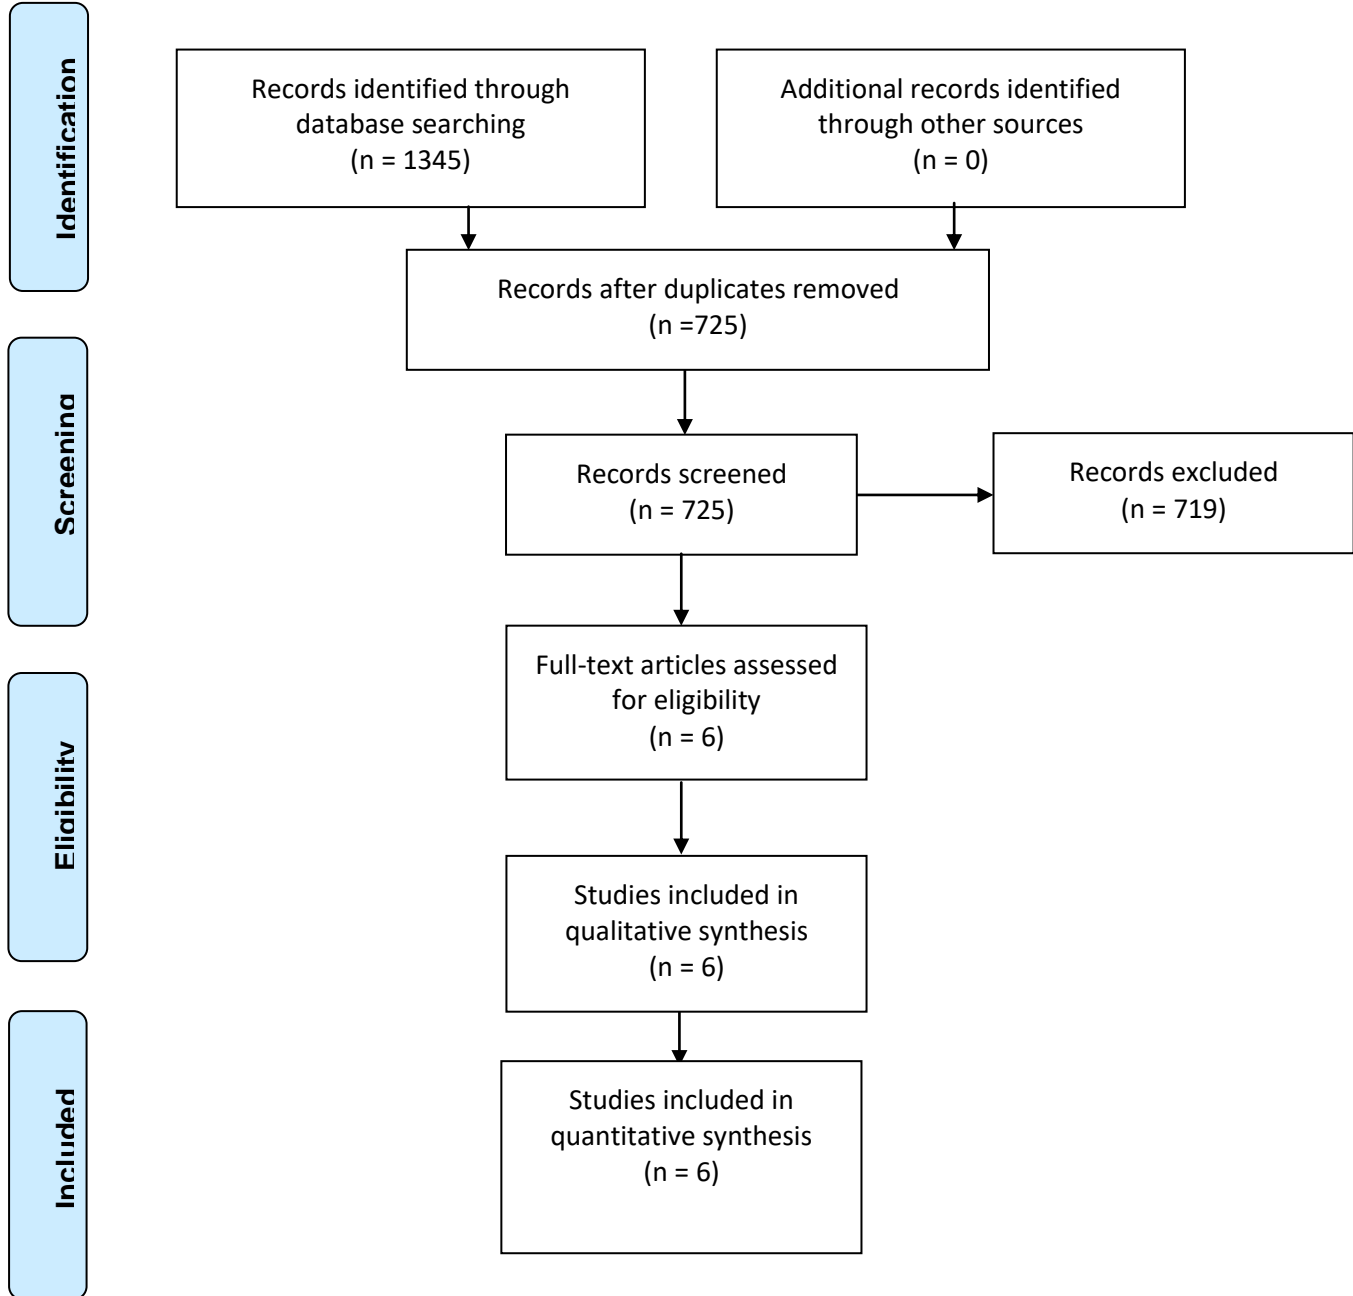 Identification
Records identified through
database searching
(n = 1345)
Additional records identified
through other sources
(n = 0)
Records after duplicates removed
(n =725)
Screening
Records screened
(n = 725)
Records excluded
(n = 719)
Full-text articles assessed
for eligibility
(n = 6)
Eligibility
Studies included in
qualitative synthesis
(n = 6)
Included
Studies included in
quantitative synthesis
(n = 6)